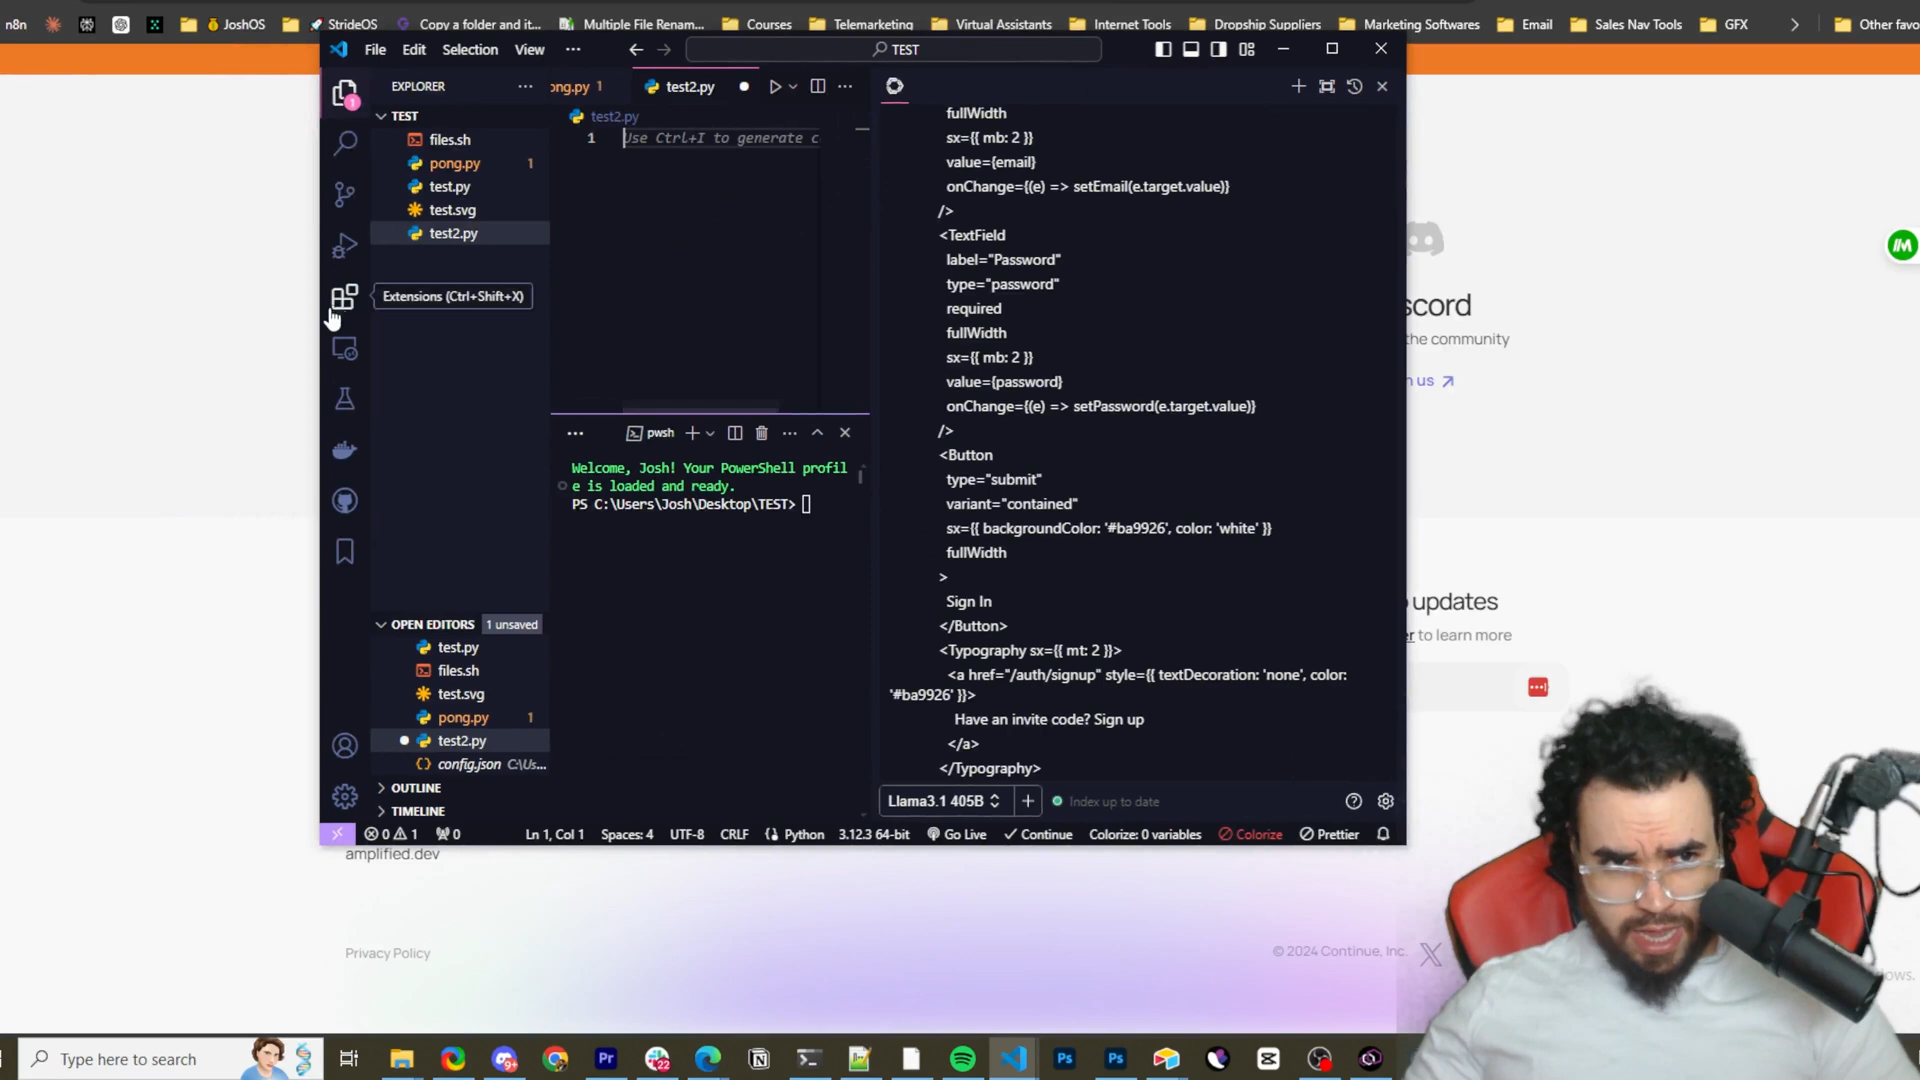 n8n
JoshOS
StrideOS
Copy a folder and it...
Multiple File Renam...
Courses
Telemarketing
Virtual Assistants
Internet Tools
Dropship Suppliers
Marketing Softwares
Email
Sales Nav Tools
GFX
Other favo
File Edit Selection View ···
TEST
EXPLORER
ong.py 1
test2.py
TEST
files.sh
pong.py 1
test.py
test.svg
test2.py
1
Extensions (Ctrl+Shift+X)
test2.py
1 Use Ctrl+I to generate c
pwsh
Welcome, Josh! Your PowerShell profil
e is loaded and ready.
PS C:\Users\Josh\Desktop\TEST>
OPEN EDITORS 1 unsaved
test.py
files.sh
test.svg
pong.py 1
test2.py
config.json C:\Us...
OUTLINE
TIMELINE
fullWidth
sx={{ mb: 2 }}
value={email}
onChange={(e) => setEmail(e.target.value)}
/>
<TextField
label="Password"
type="password"
required
fullWidth
sx={{ mb: 2 }}
value={password}
onChange={(e) => setPassword(e.target.value)}
/>
<Button
type="submit"
variant="contained"
sx={{ backgroundColor: '#ba9926', color: 'white' }}
fullWidth
>
Sign In
</Button>
<Typography sx={{ mt: 2 }}>
<a href="/auth/signup" style={{ textDecoration: 'none', color:
'#ba9926' }}>
Have an invite code? Sign up
</a>
</Typography>
Llama3.1 405B
Index up to date
0 1 0
Ln 1, Col 1 Spaces: 4 UTF-8 CRLF Python 3.12.3 64-bit Go Live Continue Colorize: 0 variables Colorize Prettier
scord
the community
n us
updates
er to learn more
amplified.dev
Privacy Policy
© 2024 Continue, Inc.
ows.
Type here to search
9+
Pr
22
Ps
Ps